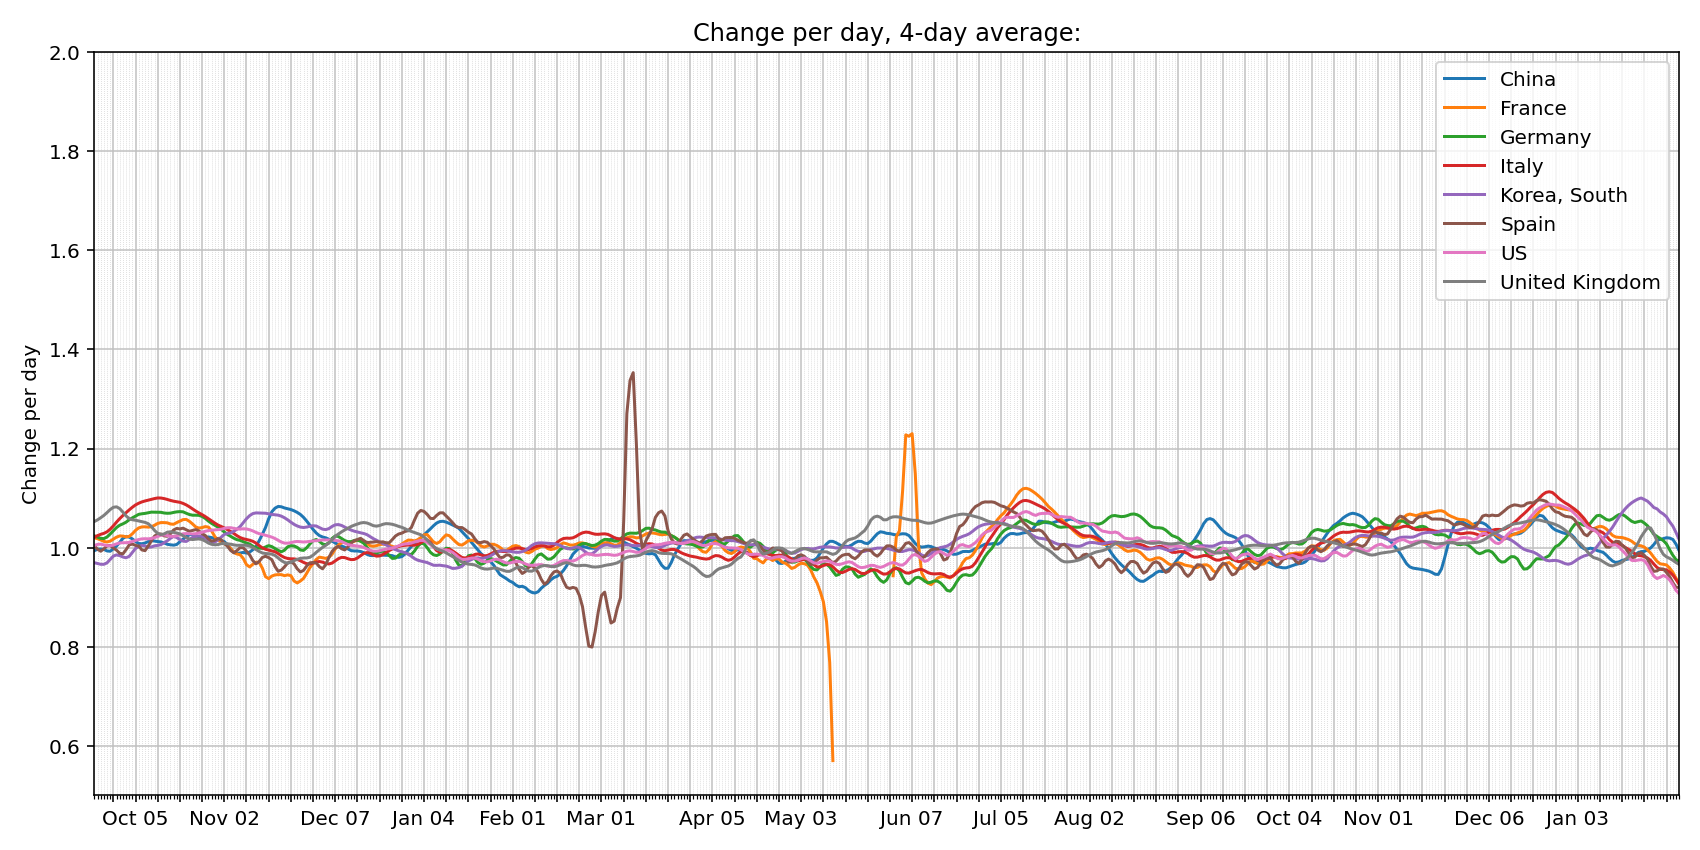 Change per day, 4-day average:
2.0
1.8
1.6
1.4
1.2
1.0
0.8
0.6
Change per day
China
France
Germany
Italy
Korea, South
Spain
US
United Kingdom
Oct 05 Nov 02 Dec 07 Jan 04 Feb 01 Mar 01 Apr 05 May 03 Jun 07 Jul 05 Aug 02 Sep 06 Oct 04 Nov 01 Dec 06 Jan 03